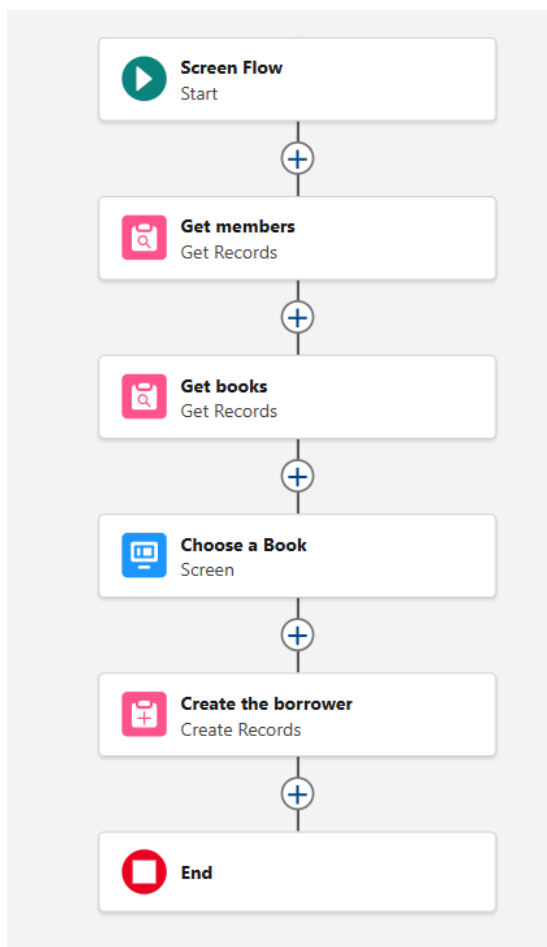 Screen Flow
Start
Get members
Get Records
Get books
Get Records
Choose a Book
Screen
Create the borrower
Create Records
End